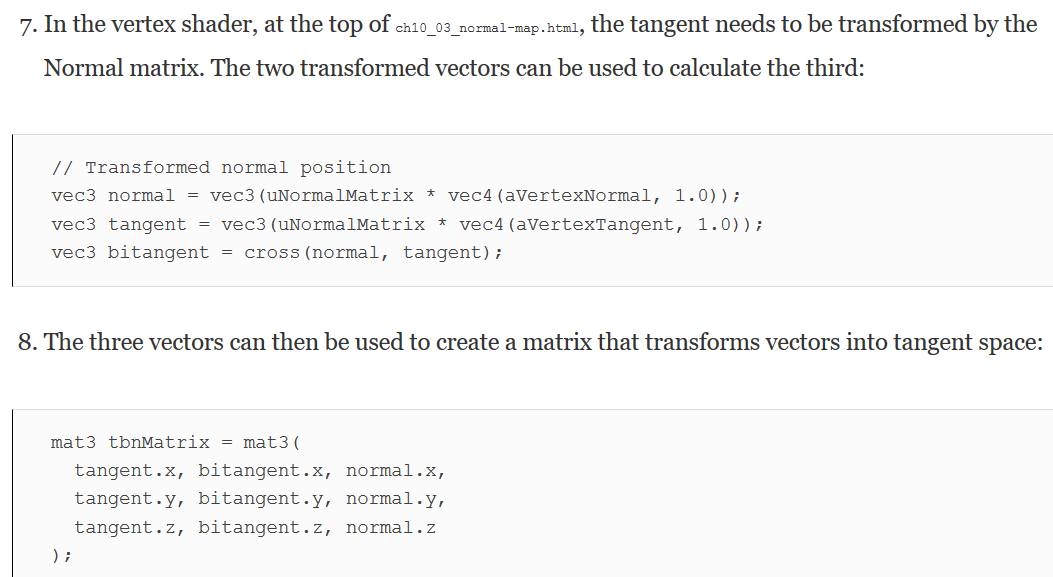 7. In the vertex shader, at the top of ch10_03_normal-map.html, the tangent needs to be transformed by the
Normal matrix. The two transformed vectors can be used to calculate the third:
// Transformed normal position
vec3 normal = vec3(uNormalMatrix * vec4(aVertexNormal, 1.0));
vec3 tangent = vec3(uNormalMatrix * vec4(aVertexTangent, 1.0));
vec3 bitangent = cross(normal, tangent);
8. The three vectors can then be used to create a matrix that transforms vectors into tangent space:
mat3 tbnMatrix = mat3(
tangent.x, bitangent.x, normal.x,
tangent.y, bitangent.y, normal.y,
tangent.z, bitangent.z, normal.z
);